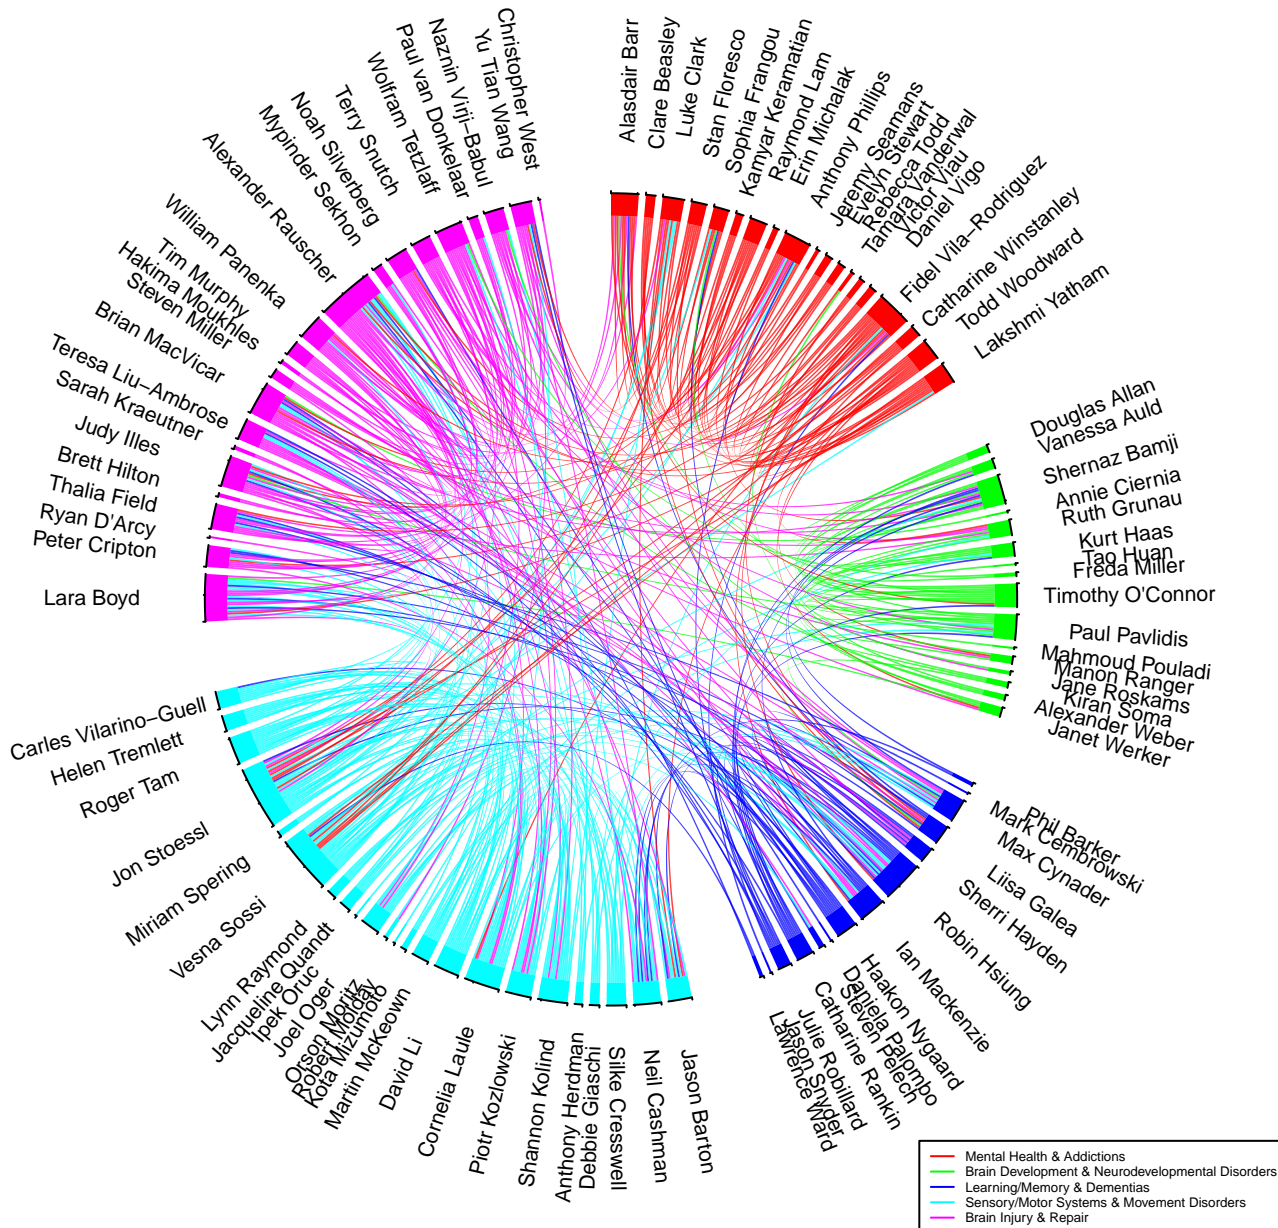 Alasdair Barr
Clare Beasley
Luke Clark
Stan Floresco
Sophia Frangou
Kamyar Keramatian
Raymond Lam
Erin Michalak
Anthony Phillips
Jeremy Seamans
Evelyn Stewart
Rebecca Todd
Tamara Vanderwal
Victor Viau
Daniel Vigo
Fidel Vila−Rodriguez
Catharine Winstanley
Todd Woodward
Lakshmi Yatham
Douglas Allan
Vanessa Auld
Shernaz Bamji
Annie Ciernia
Ruth Grunau
Kurt Haas
Tao Huan
Freda Miller
Timothy O'Connor
Paul Pavlidis
Mahmoud Pouladi
Manon Ranger
Jane Roskams
Kiran Soma
Alexander Weber
Janet Werker
Phil Barker
Mark Cembrowski
Max Cynader
Liisa Galea
Sherri Hayden
Robin Hsiung
Ian Mackenzie
Haakon Nygaard
Daniela Palombo
Steven Pelech
Catharine Rankin
Julie Robillard
Jason Snyder
Lawrence Ward
Jason Barton
Neil Cashman
Silke Cresswell
Debbie Giaschi
Anthony Herdman
Shannon Kolind
Piotr Kozlowski
Cornelia Laule
David Li
Martin McKeown
Kota Mizumoto
Robert Molday
Orson Moritz
Joel Oger
Ipek Oruc
Jacqueline Quandt
Lynn Raymond
Vesna Sossi
Miriam Spering
Jon Stoessl
Roger Tam
Helen Tremlett
Carles Vilarino−Guell
Lara Boyd
Peter Cripton
Ryan D'Arcy
Thalia Field
Brett Hilton
Judy Illes
Sarah Kraeutner
Teresa Liu−Ambrose
Brian MacVicar
Steven Miller
Hakima Moukhles
Tim Murphy
William Panenka
Alexander Rauscher
Mypinder Sekhon
Noah Silverberg
Terry Snutch
Wolfram Tetzlaff
Paul van Donkelaar
Naznin Virji−Babul
Yu Tian Wang
Christopher West
Mental Health & Addictions
Brain Development & Neurodevelopmental Disorders
Learning/Memory & Dementias
Sensory/Motor Systems & Movement Disorders
Brain Injury & Repair